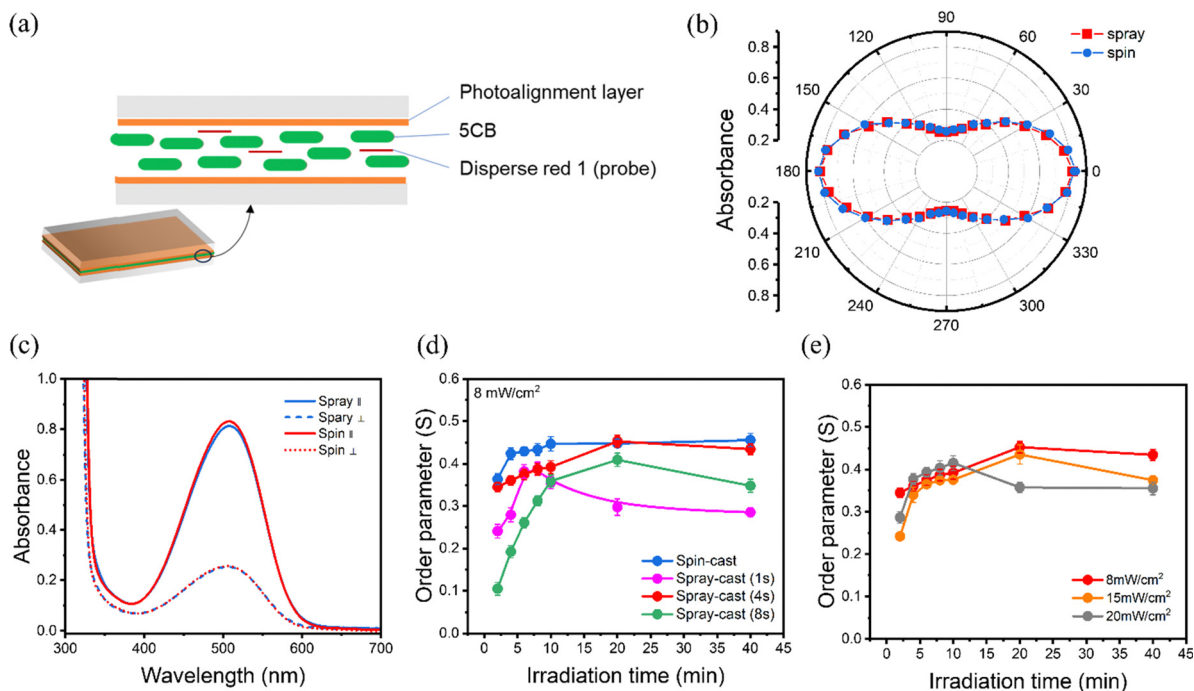 (a)
Photoalignment layer
5CB
Disperse red 1 (probe)
(b)
90
120
60
150
30
180
0
210
330
240
300
270
0.9
0.8
0.6
0.4
0.2
0.2
0.4
0.6
0.8
0.9
Absorbance
spray
spin
(c)
1.0
0.8
0.6
0.4
0.2
0.0
Absorbance
Spray ∥
Spary ⊥
Spin ∥
Spin ⊥
300 400 500 600 700
Wavelength (nm)
(d)
8 mW/cm²
0.6
0.5
0.4
0.3
0.2
0.1
0.0
Order parameter (S)
Spin-cast
Spray-cast (1s)
Spray-cast (4s)
Spray-cast (8s)
0 5 10 15 20 25 30 35 40 45
Irradiation time (min)
(e)
0.6
0.5
0.4
0.3
0.2
0.1
0.0
Order parameter (S)
8mW/cm²
15mW/cm²
20mW/cm²
0 5 10 15 20 25 30 35 40 45
Irradiation time (min)